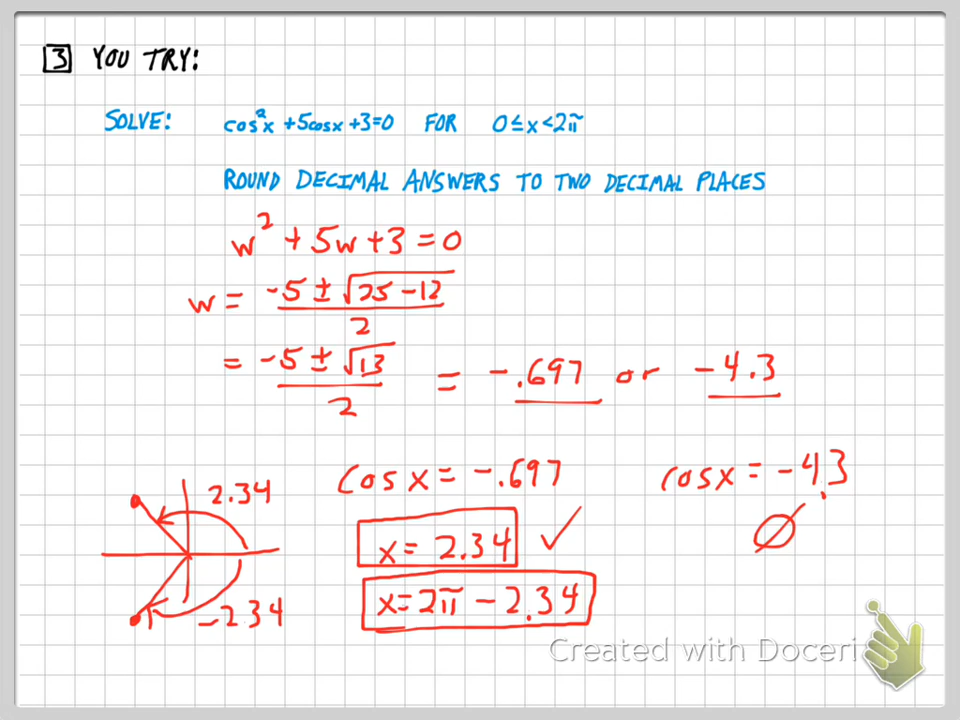 3 YOU TRY:
SOLVE: cos²x +5cosx +3=0 FOR 0≤x<2π
ROUND DECIMAL ANSWERS TO TWO DECIMAL PLACES
w² + 5w + 3 = 0
w = (-5 ± √(25 - 12))/2
= (-5 ± √13)/2 = -.697 or -4.3
cos x = -.697 cosx = -4.3
2.34
x = 2.34 ✓ ∅
x = 2π - 2.34
-2.34
Created with Doceri